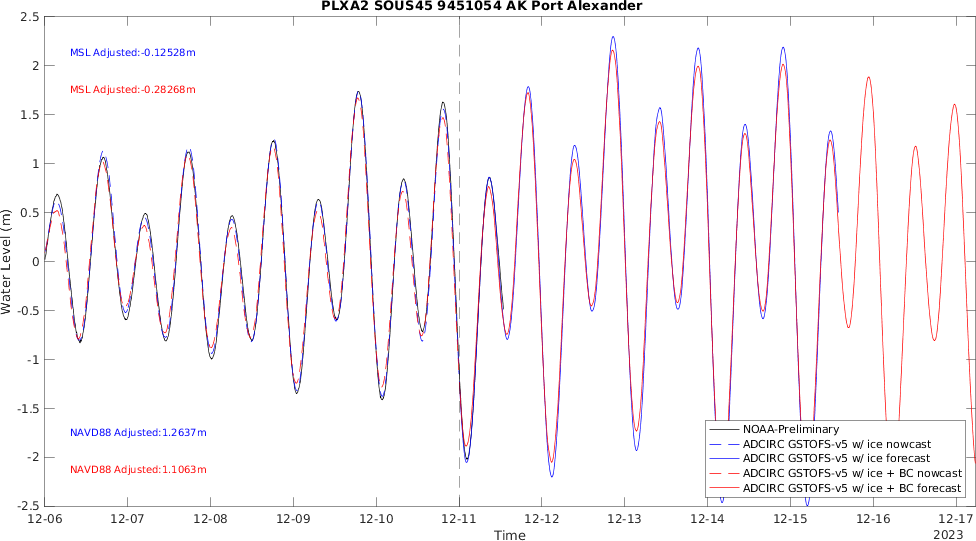 PLXA2 SOUS45 9451054 AK Port Alexander
2.5
2
1.5
1
0.5
0
-0.5
-1
-1.5
-2
-2.5
Water Level (m)
MSL Adjusted:-0.12528m
MSL Adjusted:-0.28268m
NAVD88 Adjusted:1.2637m
NAVD88 Adjusted:1.1063m
NOAA-Preliminary
ADCIRC GSTOFS-v5 w/ ice nowcast
ADCIRC GSTOFS-v5 w/ ice forecast
ADCIRC GSTOFS-v5 w/ ice + BC nowcast
ADCIRC GSTOFS-v5 w/ ice + BC forecast
12-06 12-07 12-08 12-09 12-10 12-11 12-12 12-13 12-14 12-15 12-16 12-17
Time
2023